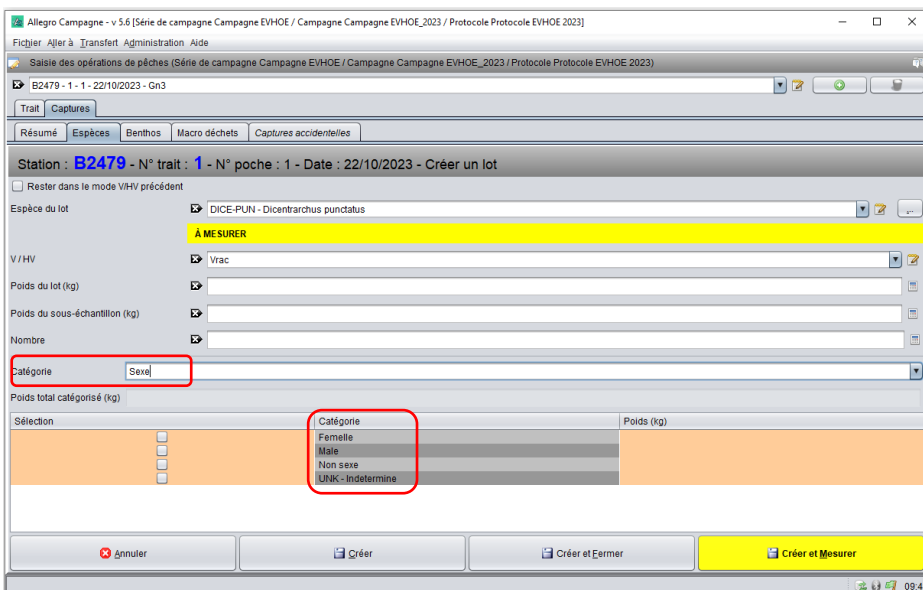 Allegro Campagne - v 5.6 [Série de campagne Campagne EVHOE / Campagne Campagne EVHOE_2023 / Protocole Protocole EVHOE 2023]
Fichier Aller à Transfert Administration Aide
Saisie des opérations de pêches (Série de campagne Campagne EVHOE / Campagne Campagne EVHOE_2023 / Protocole Protocole EVHOE 2023)
B2479 - 1 - 1 - 22/10/2023 - Gn3
Trait Captures
Résumé Espèces Benthos Macro déchets Captures accidentelles
Station : B2479 - N° trait : 1 - N° poche : 1 - Date : 22/10/2023 - Créer un lot
Rester dans le mode V/HV précédent
Espèce du lot DICE-PUN - Dicentrarchus punctatus ...
À MESURER
V / HV Vrac
Poids du lot (kg)
Poids du sous-échantillon (kg)
Nombre
Catégorie Sexe
Poids total catégorisé (kg)
Sélection Catégorie Poids (kg)
Femelle
Male
Non sexe
UNK - Indetermine
Annuler Créer Créer et Fermer Créer et Mesurer
09:4